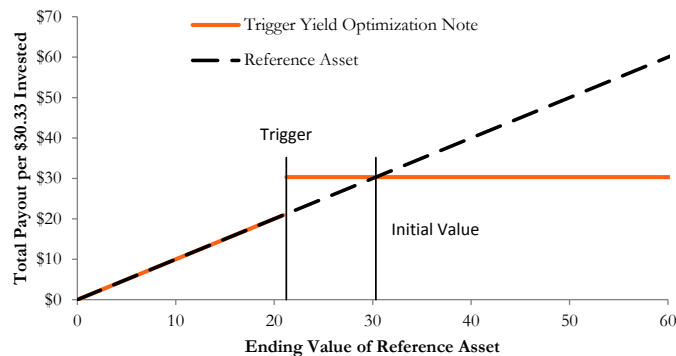 Trigger Yield Optimization Note
Reference Asset
Total Payout per $30.33 Invested
$70
$60
$50
$40
$30
$20
$10
$0
Trigger
Initial Value
0
10
20
30
40
50
60
Ending Value of Reference Asset